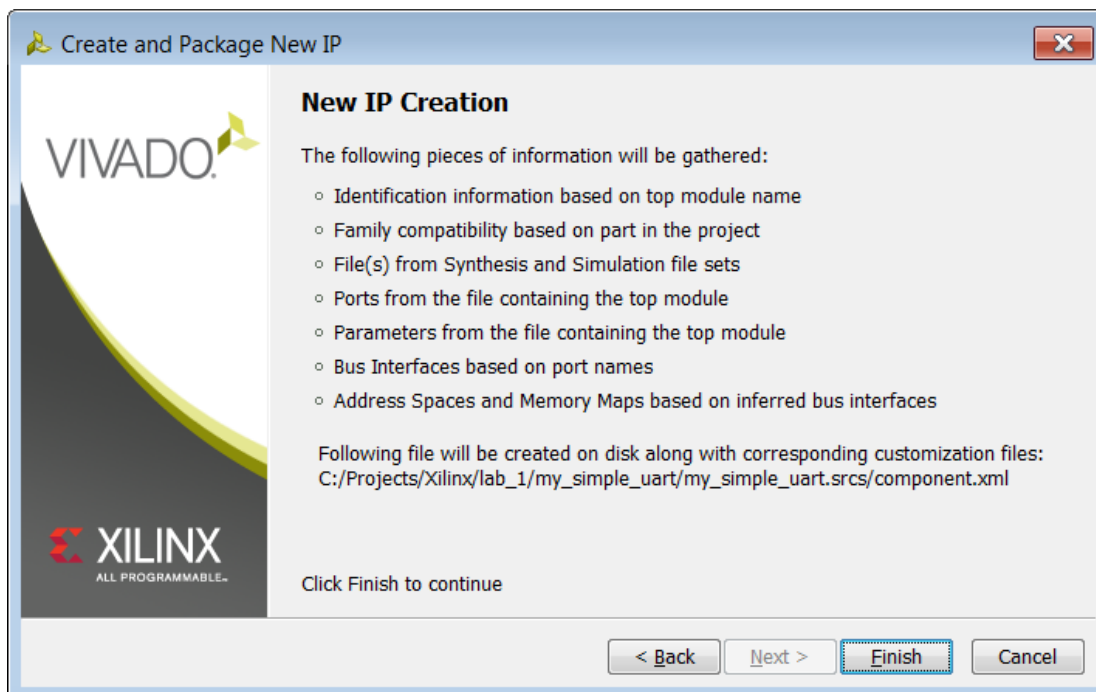 Create and Package New IP
VIVADO.
New IP Creation
The following pieces of information will be gathered:
Identification information based on top module name
Family compatibility based on part in the project
File(s) from Synthesis and Simulation file sets
Ports from the file containing the top module
Parameters from the file containing the top module
Bus Interfaces based on port names
Address Spaces and Memory Maps based on inferred bus interfaces
Following file will be created on disk along with corresponding customization files:
C:/Projects/Xilinx/lab_1/my_simple_uart/my_simple_uart.srcs/component.xml
XILINX
ALL PROGRAMMABLE™
Click Finish to continue
< Back Next > Finish Cancel